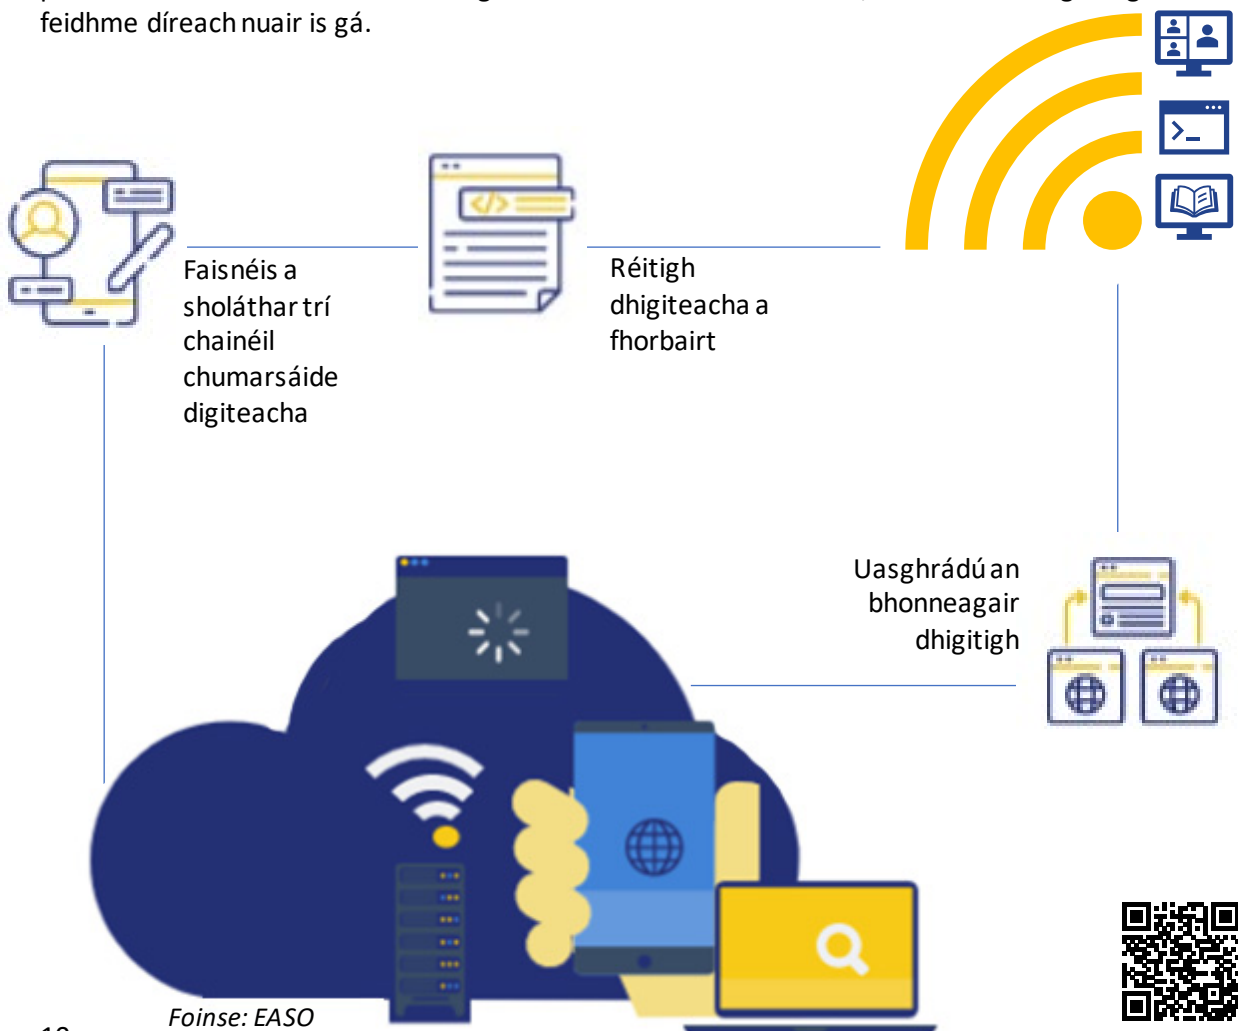 feidhme díreach nuair is gá.
Faisnéis a
sholáthar trí
chainéil
chumarsáide
digiteacha
Réitigh
dhigiteacha a
fhorbairt
Uasghrádú an
bhonneagair
dhigitigh
Foinse: EASO